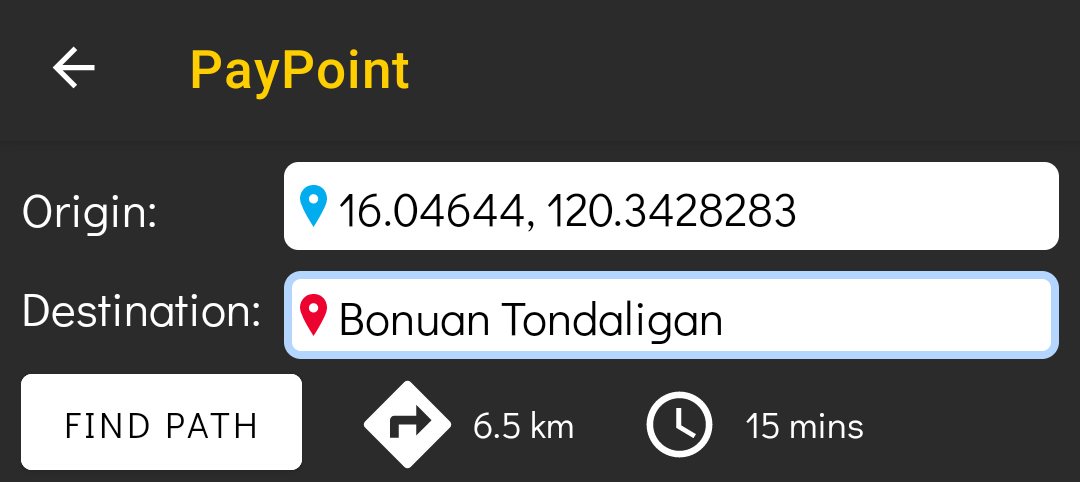 PayPoint
Origin: 16.04644, 120.3428283
Destination: Bonuan Tondaligan
FIND PATH 6.5 km 15 mins